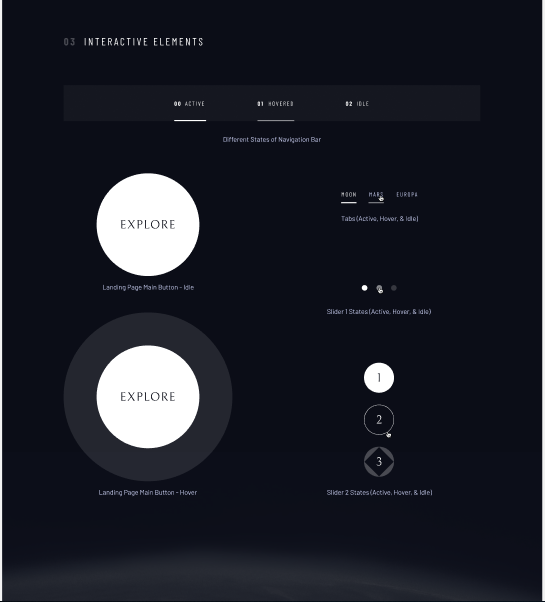 03 INTERACTIVE ELEMENTS
00 ACTIVE 01 HOVERED 02 IDLE
Different States of Navigation Bar
EXPLORE
Landing Page Main Button - Idle
MOON MARS EUROPA
Tabs (Active, Hover, & Idle)
Slider 1 States (Active, Hover, & Idle)
EXPLORE
Landing Page Main Button - Hover
1
2
3
Slider 2 States (Active, Hover, & Idle)